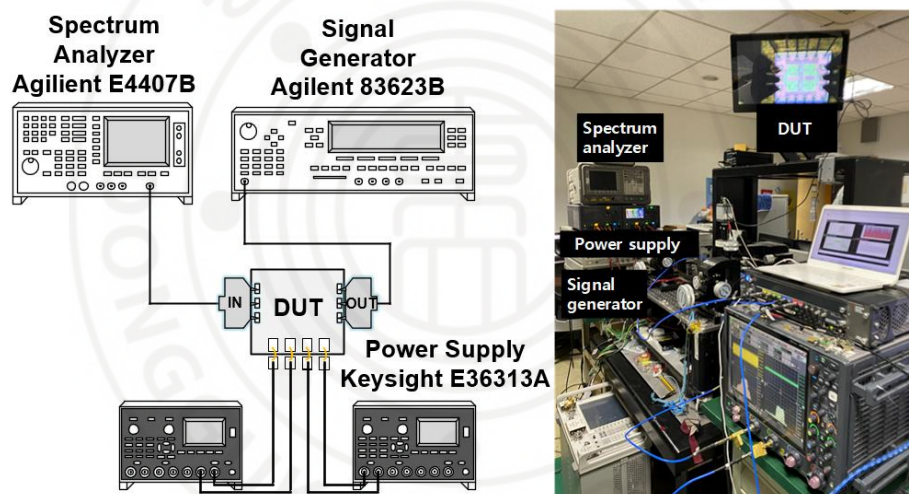 Spectrum
Analyzer
Agilient E4407B
Signal
Generator
Agilent 83623B
IN
DUT
OUT
Power Supply
Keysight E36313A
DUT
Spectrum
analyzer
Power supply
Signal
generator